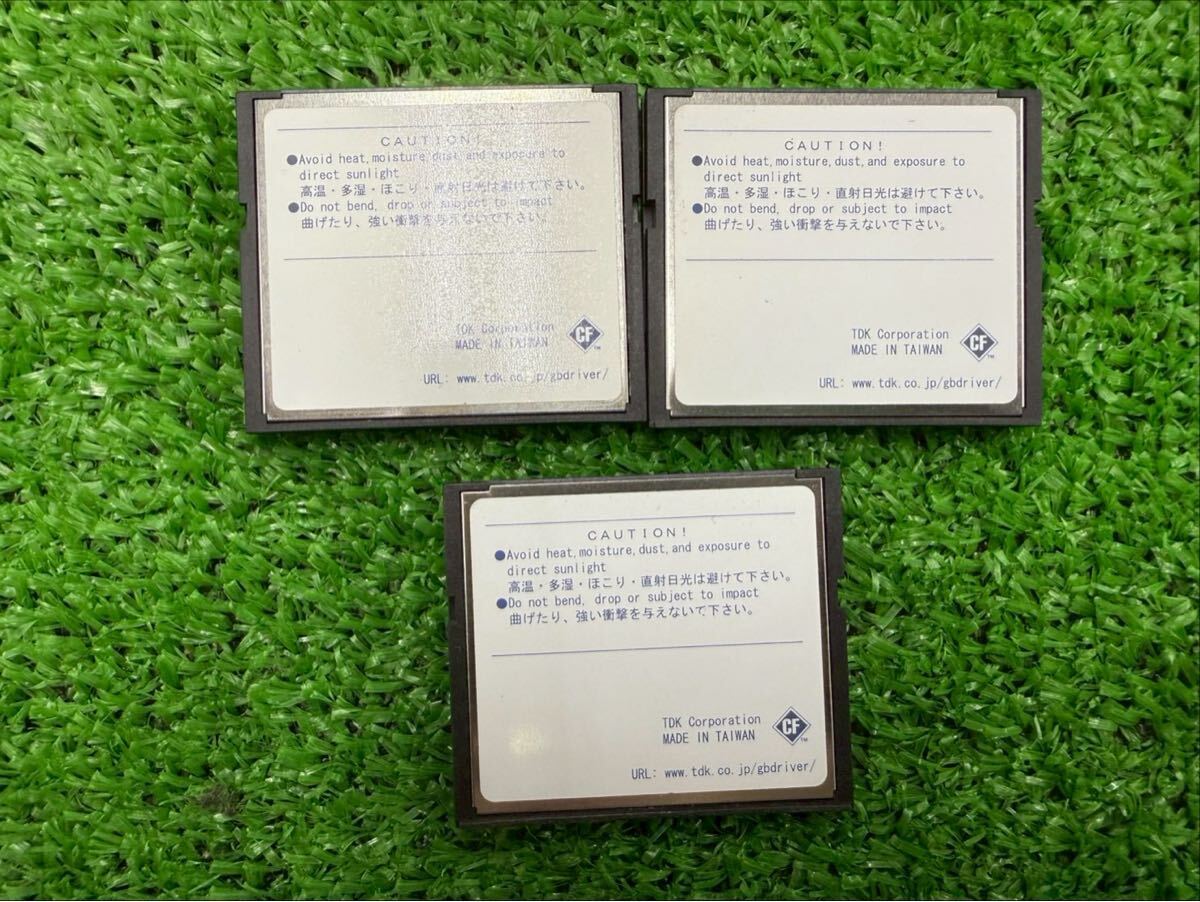 CAUTION!
●Avoid heat, moisture, dust, and exposure to
direct sunlight
高温・多湿・ほこり・直射日光は避けて下さい。
●Do not bend, drop or subject to impact
曲げたり、強い衝撃を与えないで下さい。
TDK Corporation
MADE IN TAIWAN
CF
TM
URL: www.tdk.co.jp/gbdriver/
CAUTION!
●Avoid heat, moisture, dust, and exposure to
direct sunlight
高温・多湿・ほこり・直射日光は避けて下さい。
●Do not bend, drop or subject to impact
曲げたり、強い衝撃を与えないで下さい。
TDK Corporation
MADE IN TAIWAN
CF
TM
URL: www.tdk.co.jp/gbdriver/
CAUTION!
●Avoid heat, moisture, dust, and exposure to
direct sunlight
高温・多湿・ほこり・直射日光は避けて下さい。
●Do not bend, drop or subject to impact
曲げたり、強い衝撃を与えないで下さい。
TDK Corporation
MADE IN TAIWAN
CF
TM
URL: www.tdk.co.jp/gbdriver/